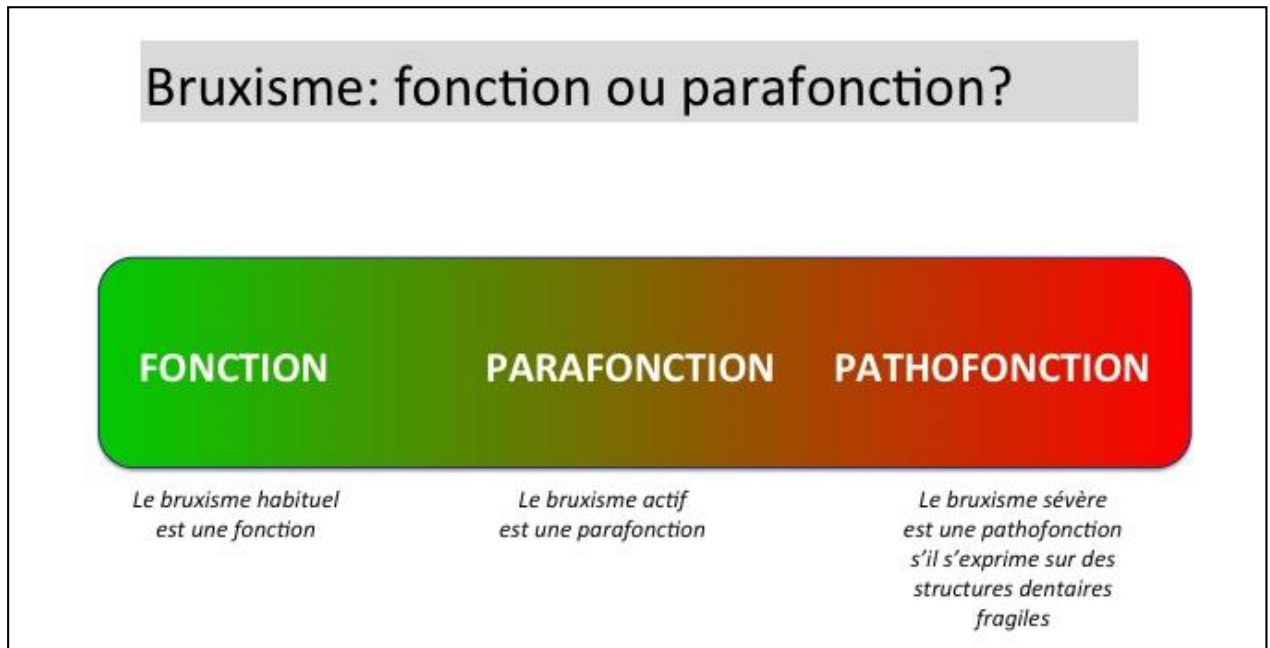 Bruxisme: fonction ou parafonction?
FONCTION
PARAFONCTION
PATHOFONCTION
Le bruxisme habituel
est une fonction
Le bruxisme actif
est une parafonction
Le bruxisme sévère
est une pathofonction
s'il s'exprime sur des
structures dentaires
fragiles